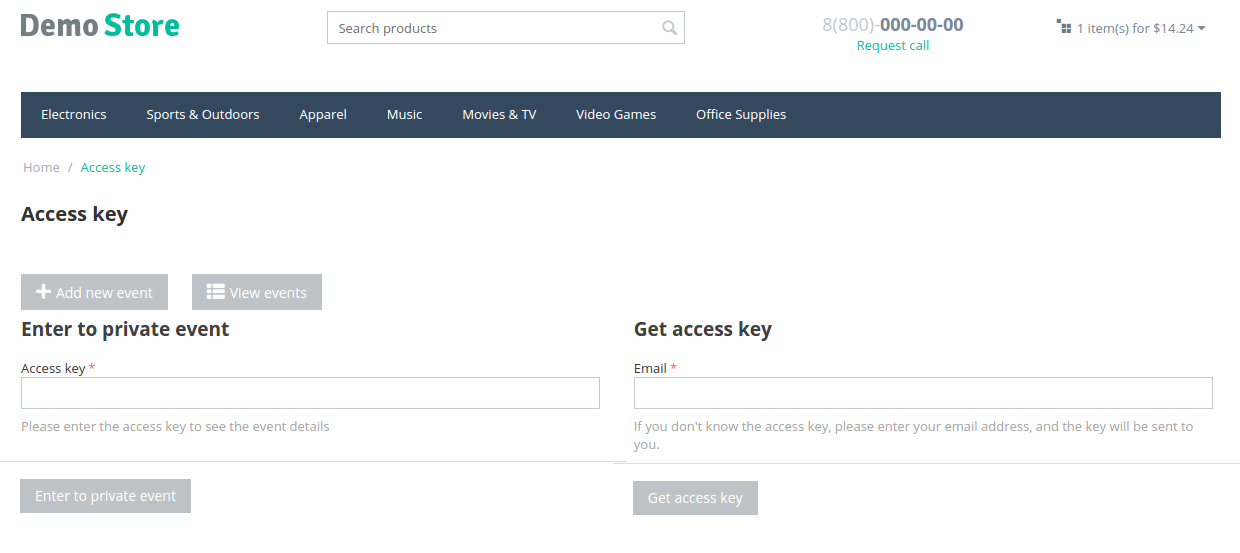 Demo Store
Search products
8(800)-000-00-00
Request call
1 item(s) for $14.24
Electronics Sports & Outdoors Apparel Music Movies & TV Video Games Office Supplies
Home / Access key
Access key
Add new event View events
Enter to private event
Access key *
Please enter the access key to see the event details
Enter to private event
Get access key
Email *
If you don't know the access key, please enter your email address, and the key will be sent to
you.
Get access key